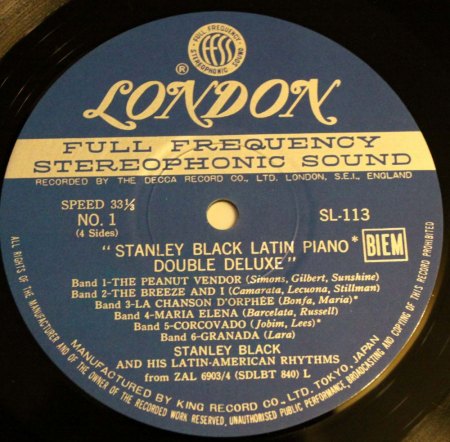 FULL FREQUENCY
ffss
STEREOPHONIC SOUND
®
LONDON
FULL FREQUENCY
STEREOPHONIC SOUND
RECORDED BY THE DECCA RECORD CO., LTD. LONDON, S.E.I., ENGLAND
SPEED 33⅓
NO. 1
(4 Sides)
SL-113
"STANLEY BLACK LATIN PIANO*
DOUBLE DELUXE"
BIEM
Band 1-THE PEANUT VENDOR (Simons, Gilbert, Sunshine)
Band 2-THE BREEZE AND I (Camarata, Lecuona, Stillman)
Band 3-LA CHANSON D'ORPHÉE (Bonfa, Maria)*
Band 4-MARIA ELENA (Barcelata, Russell)
Band 5-CORCOVADO (Jobim, Lees)*
Band 6-GRANADA (Lara)
STANLEY BLACK
AND HIS LATIN-AMERICAN RHYTHMS
from ZAL 6903/4 (SDLBT 840) L
MANUFACTURED BY KING RECORD CO., LTD. TOKYO, JAPAN
ALL RIGHTS OF THE MANUFACTURER AND OF THE OWNER OF THE RECORDED WORK RESERVED, UNAUTHORISED PUBLIC PERFORMANCE, BROADCASTING AND COPYING OF THIS RECORD PROHIBITED